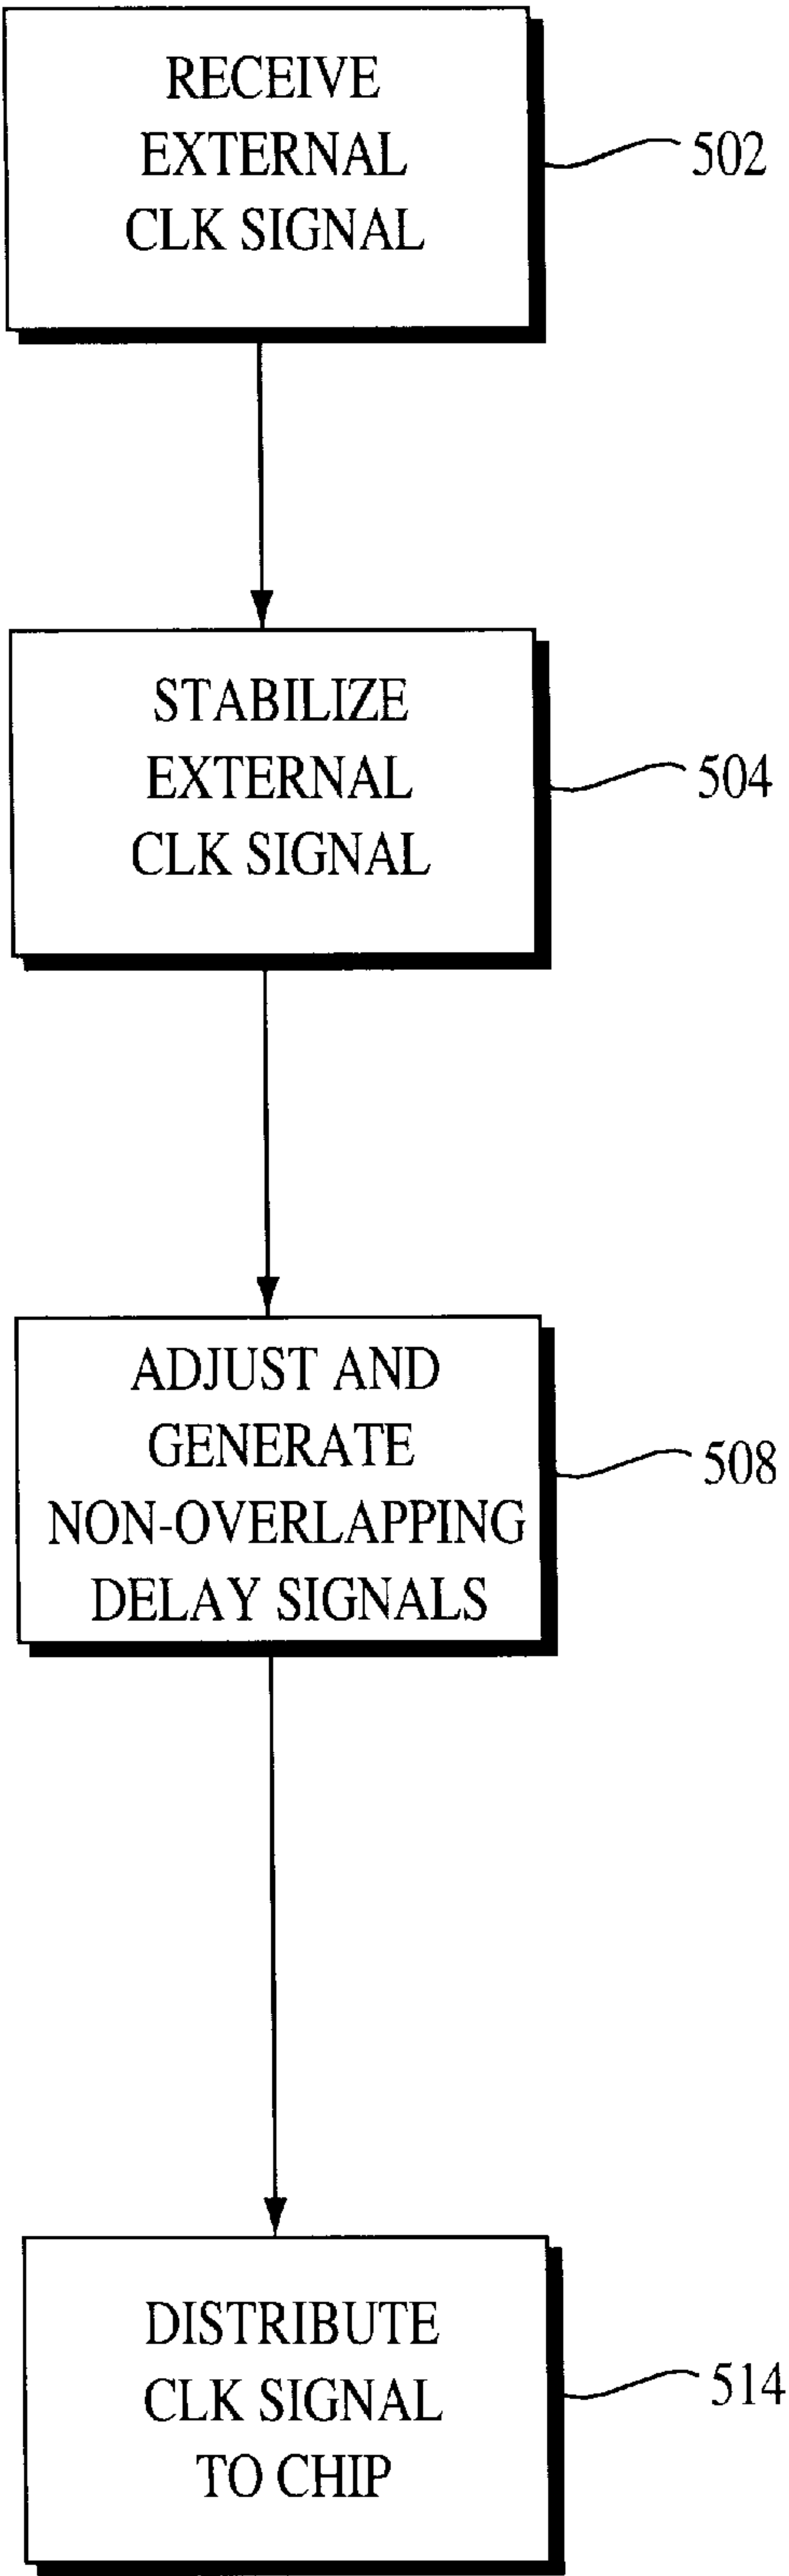 RECEIVE
EXTERNAL
CLK SIGNAL
502
STABILIZE
EXTERNAL
CLK SIGNAL
504
ADJUST AND
GENERATE
NON-OVERLAPPING
DELAY SIGNALS
508
DISTRIBUTE
CLK SIGNAL
TO CHIP
514